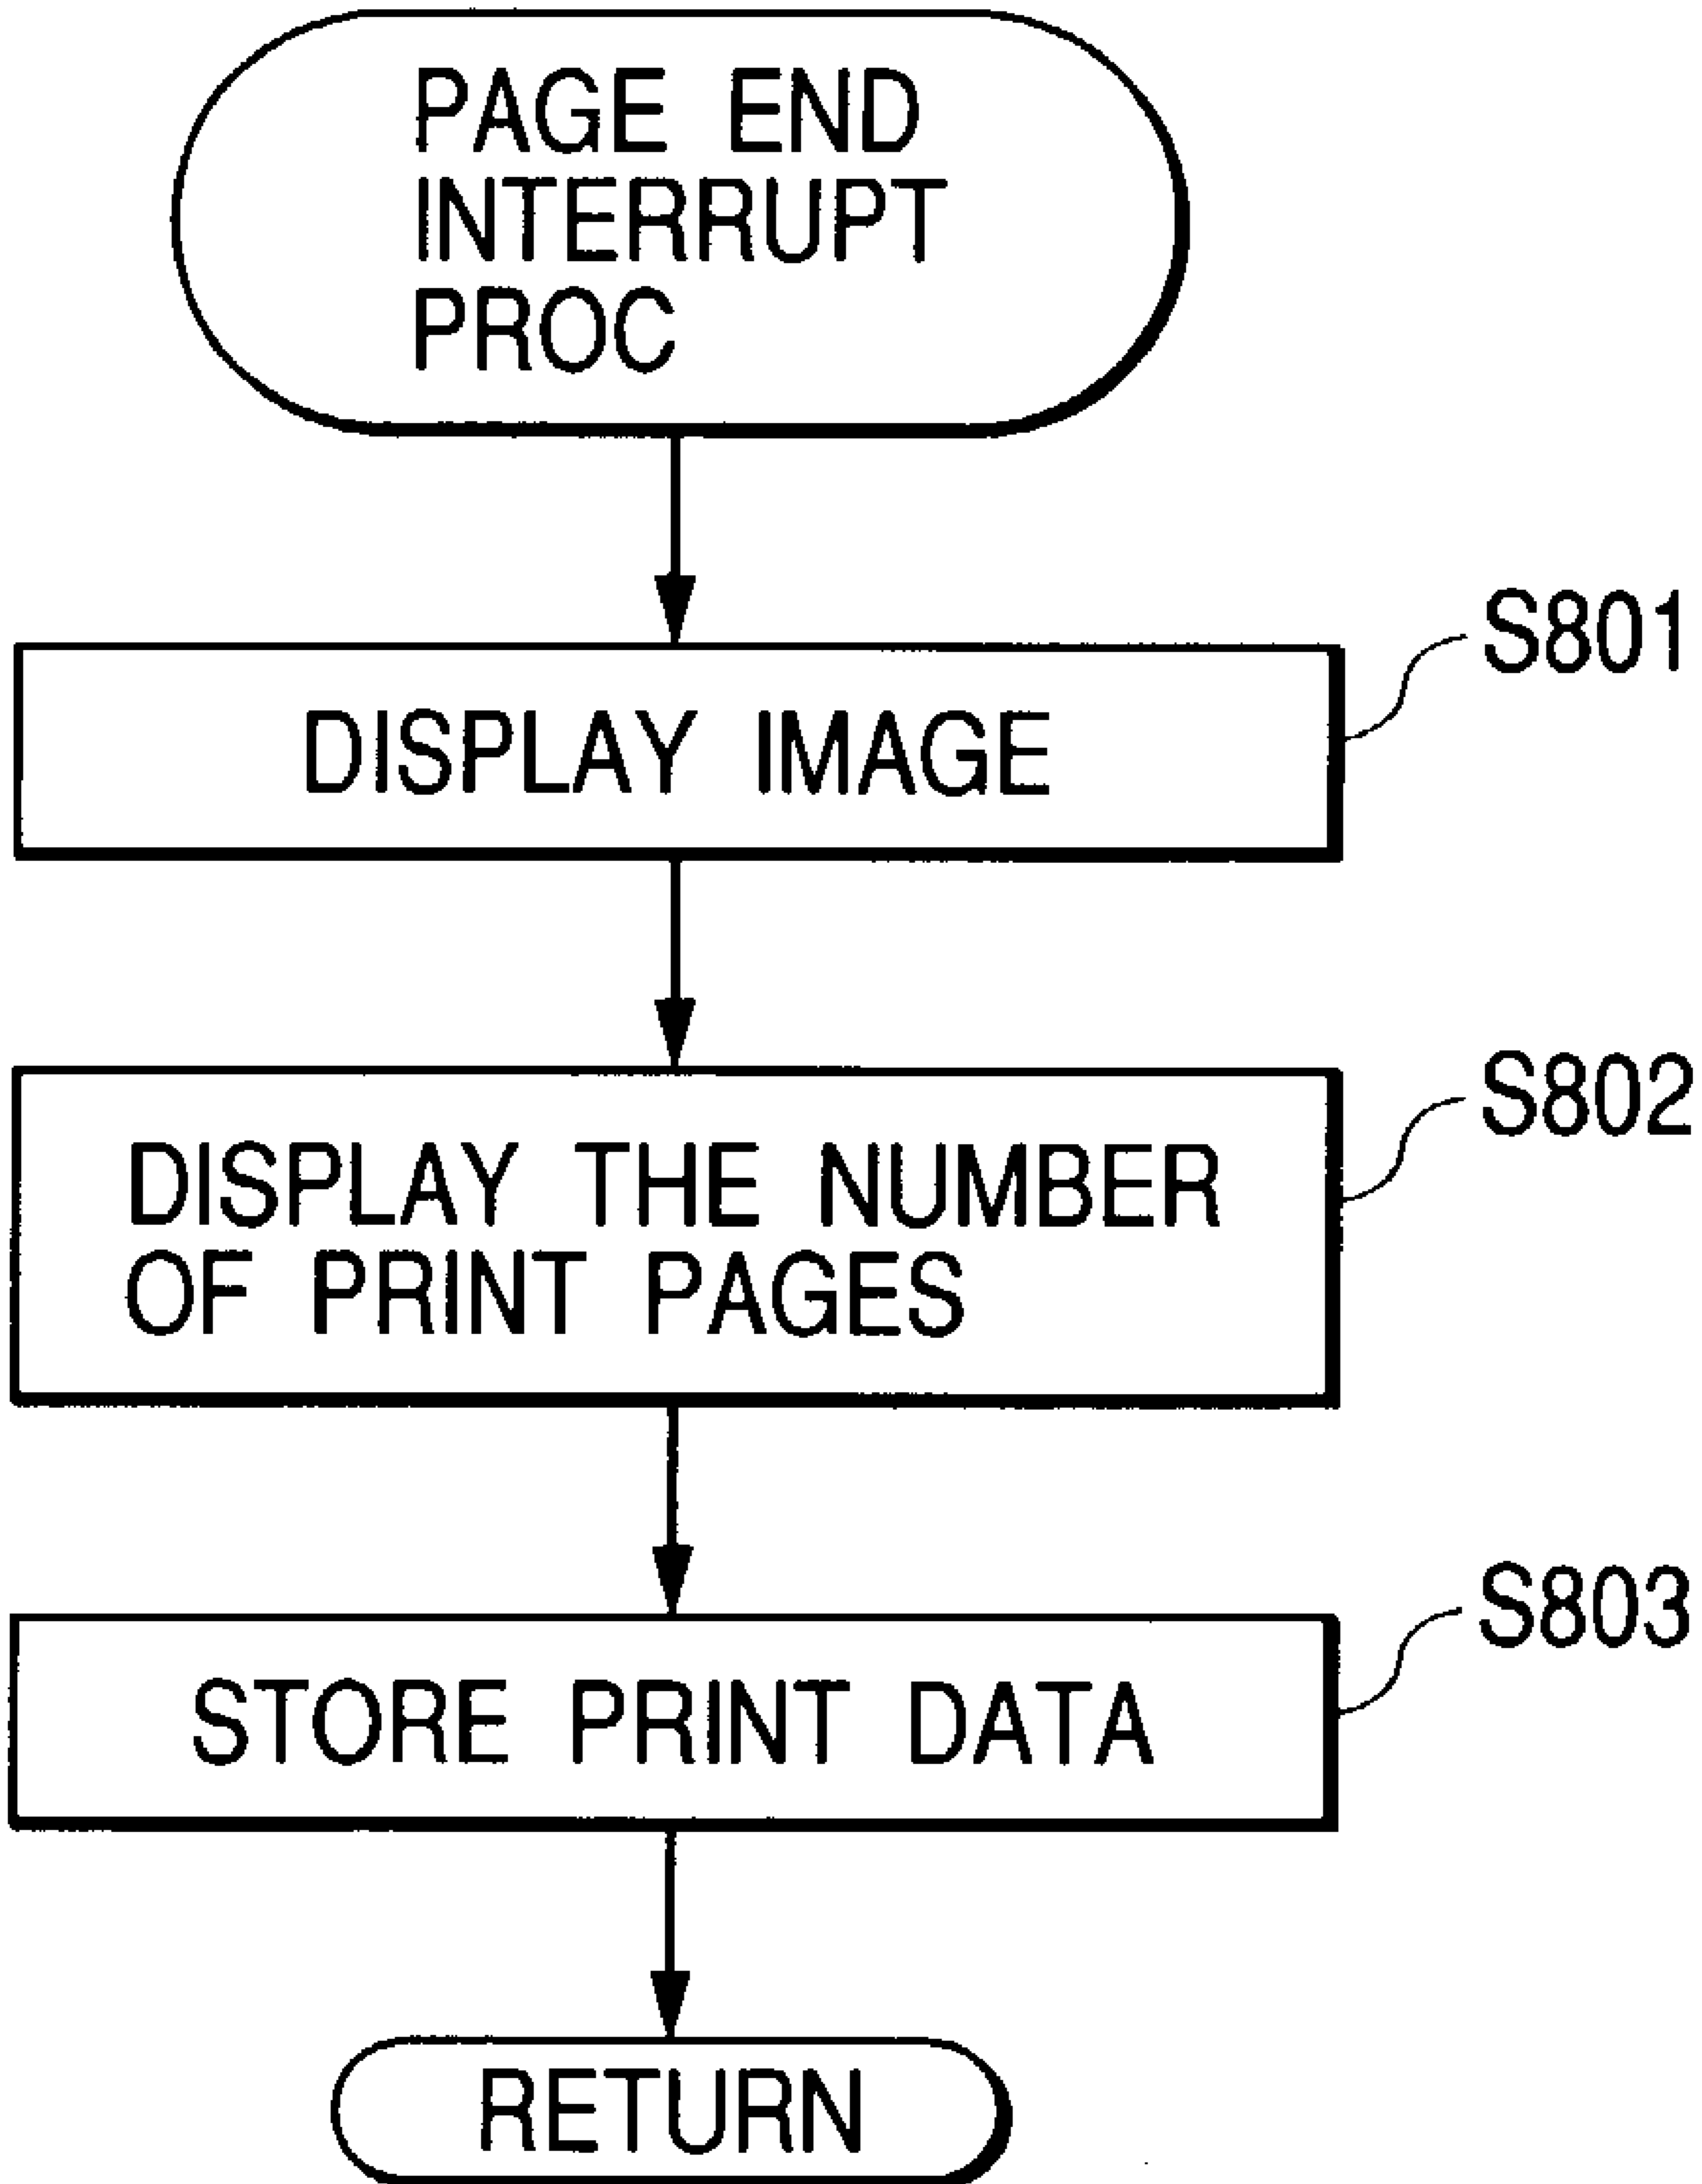 PAGE END
INTERRUPT
PROC
S801
DISPLAY IMAGE
S802
DISPLAY THE NUMBER
OF PRINT PAGES
S803
STORE PRINT DATA
RETURN